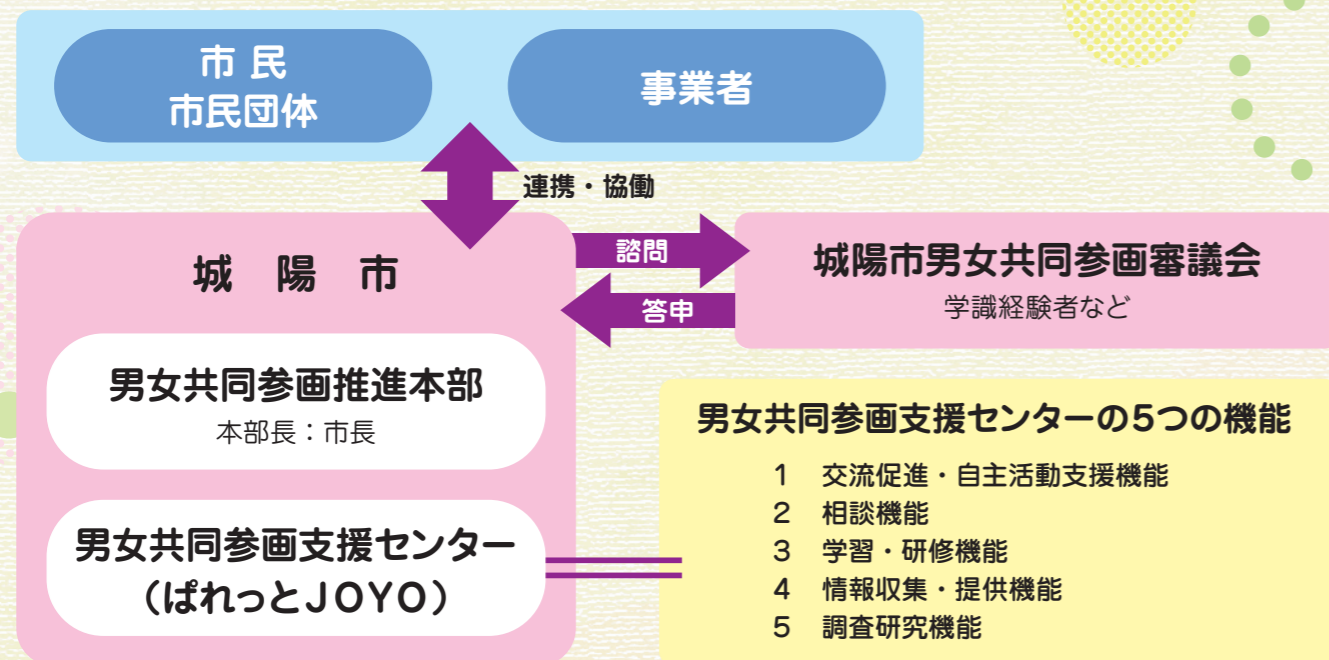 市 民
市民団体
事業者
連携・協働
城 陽 市
諮問
答申
城陽市男女共同参画審議会
学識経験者など
男女共同参画推進本部
本部長：市長
男女共同参画支援センター
（ぱれっとJOYO）
男女共同参画支援センターの5つの機能
1 交流促進・自主活動支援機能
2 相談機能
3 学習・研修機能
4 情報収集・提供機能
5 調査研究機能